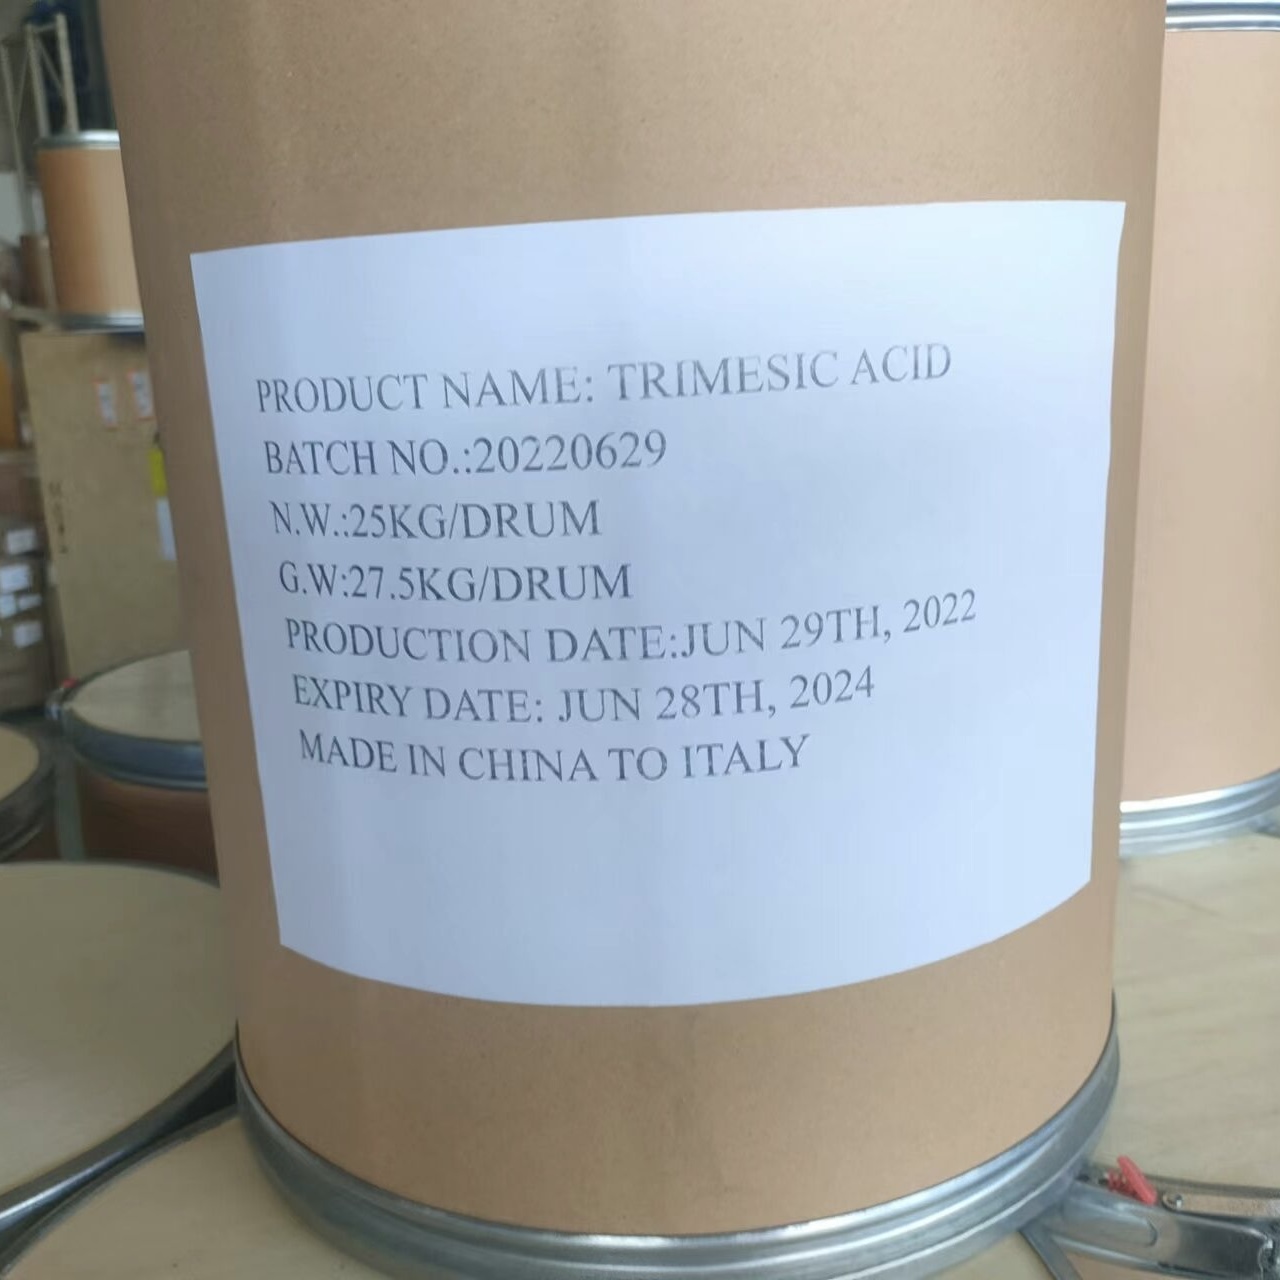 PRODUCT NAME: TRIMESIC ACID
BATCH NO.:20220629
N.W.:25KG/DRUM
G.W:27.5KG/DRUM
PRODUCTION DATE:JUN 29TH, 2022
EXPIRY DATE: JUN 28TH, 2024
MADE IN CHINA TO ITALY